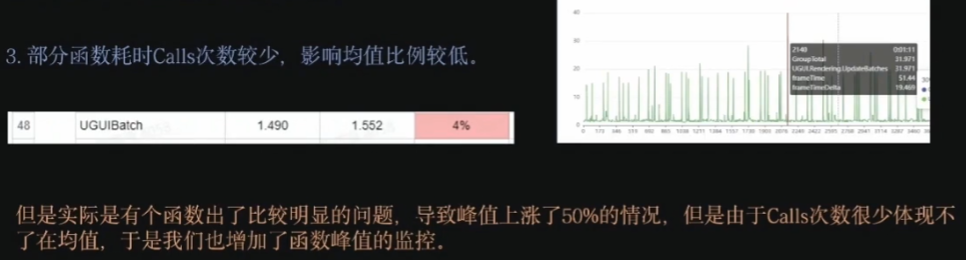 3. 部分函数耗时Calls次数较少，影响均值比例较低。
48 UGUIBatch 1.490 1.552 4%
40
30
20
10
0
2148 0:01:11
GroupTotal 31.971
UGUIRendering.UpdateBatches 31.971
frameTime 51.44
frameTimeDelta 19.469
但是实际是有个函数出了比较明显的问题，导致峰值上涨了50%的情况，但是由于Calls次数很少体现不
了在均值，于是我们也增加了函数峰值的监控。